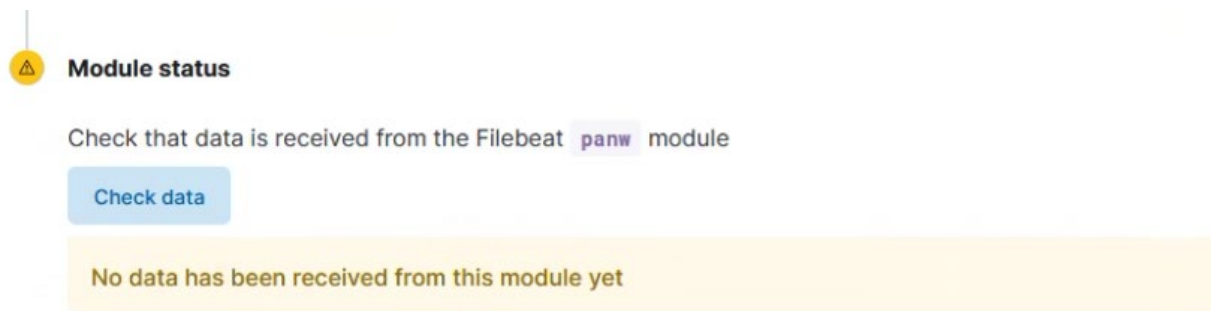 Module status
Check that data is received from the Filebeat panw module
Check data
No data has been received from this module yet